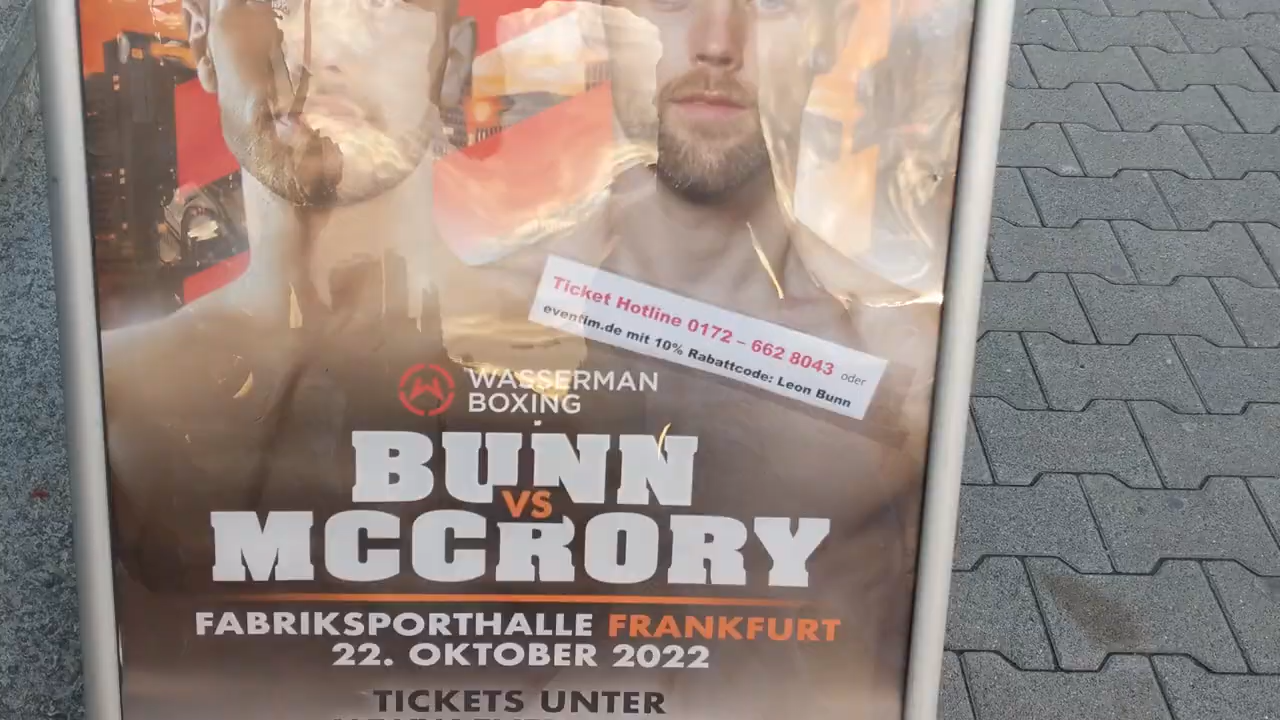 Ticket Hotline 0172 – 662 8043 oder
eventim.de mit 10% Rabattcode: Leon Bunn
WASSERMAN
BOXING
BUNN
VS
MCCRORY
FABRIKSPORTHALLE FRANKFURT
22. OKTOBER 2022
TICKETS UNTER